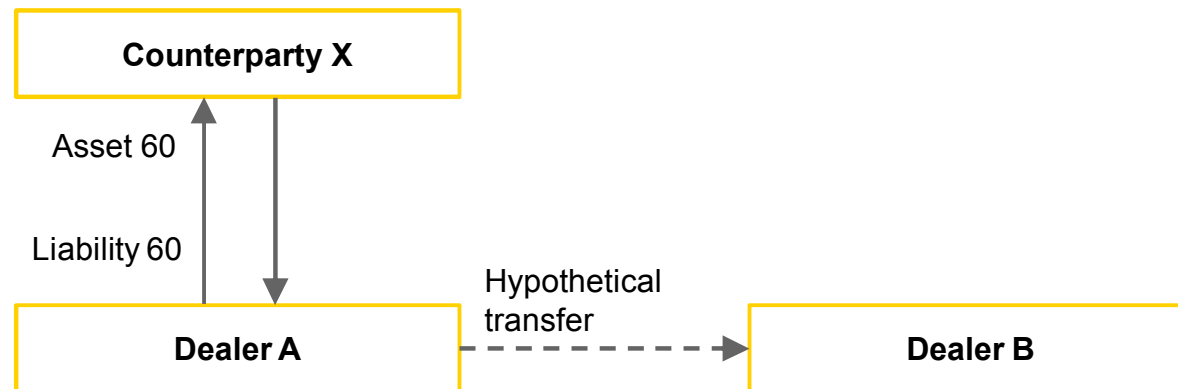 Counterparty X
Asset 60
Liability 60
Hypothetical
transfer
Dealer A
Dealer B